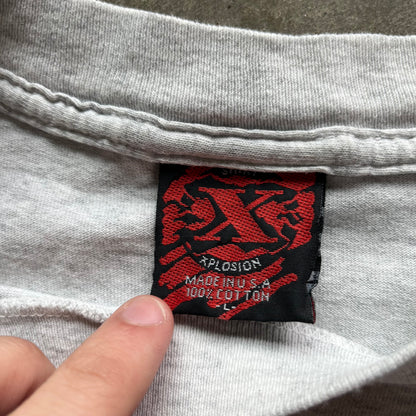 X
XPLOSION
MADE IN U.S.A
100% COTTON
-L-